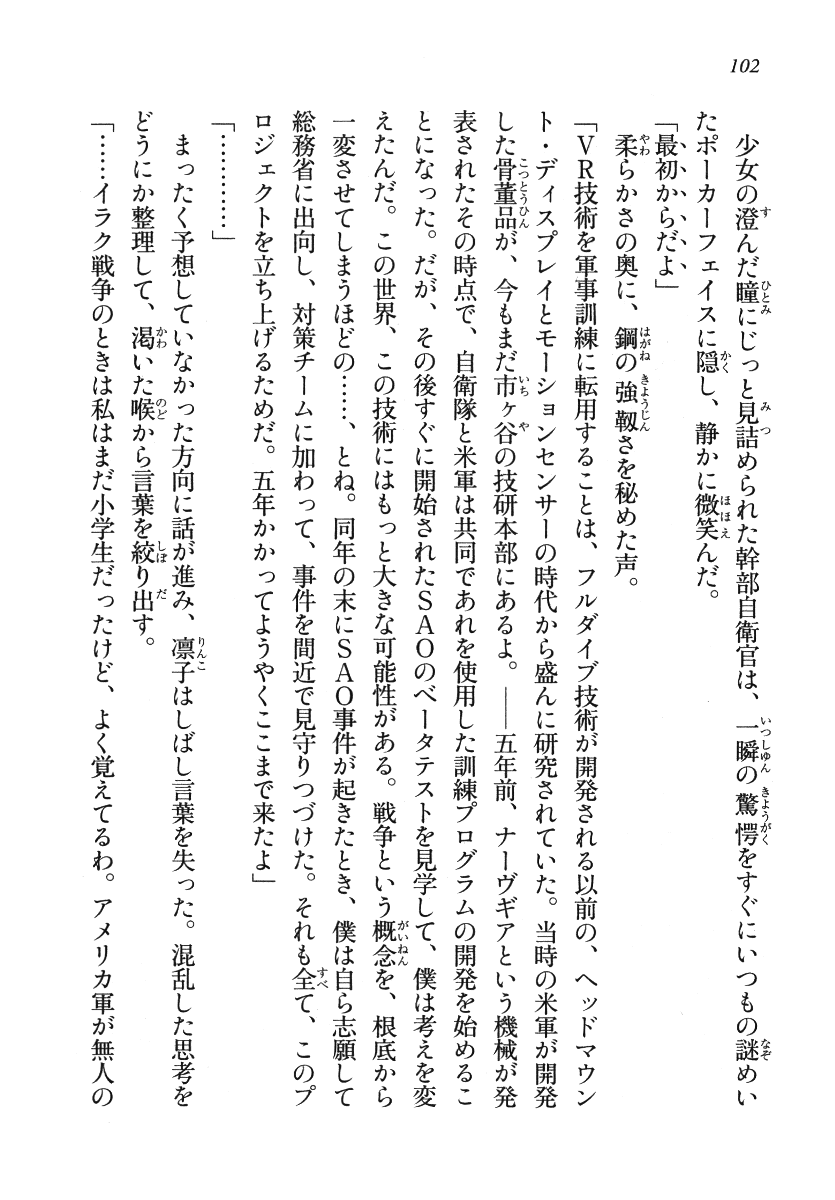 102
少女の澄んだ瞳にじっと見詰められた幹部自衛官は、一瞬の驚愕をすぐにいつもの謎めい
たポーカーフェイスに隠し、静かに微笑んだ。
「最初からだよ」
柔らかさの奥に、鋼の強靱さを秘めた声。
「ＶＲ技術を軍事訓練に転用することは、フルダイブ技術が開発される以前の、ヘッドマウン
ト・ディスプレイとモーションセンサーの時代から盛んに研究されていた。当時の米軍が開発
した骨董品が、今もまだ市ヶ谷の技研本部にあるよ。――五年前、ナーヴギアという機械が発
表されたその時点で、自衛隊と米軍は共同であれを使用した訓練プログラムの開発を始めるこ
とになった。だが、その後すぐに開始されたＳＡＯのベータテストを見学して、僕は考えを変
えたんだ。この世界、この技術にはもっと大きな可能性がある。戦争という概念を、根底から
一変させてしまうほどの……、とね。同年の末にＳＡＯ事件が起きたとき、僕は自ら志願して
総務省に出向し、対策チームに加わって、事件を間近で見守りつづけた。それも全て、このプ
ロジェクトを立ち上げるためだ。五年かかってようやくここまで来たよ」
「…………」
まったく予想していなかった方向に話が進み、凛子はしばし言葉を失った。混乱した思考を
どうにか整理して、渇いた喉から言葉を絞り出す。
「……イラク戦争のときは私はまだ小学生だったけど、よく覚えてるわ。アメリカ軍が無人の